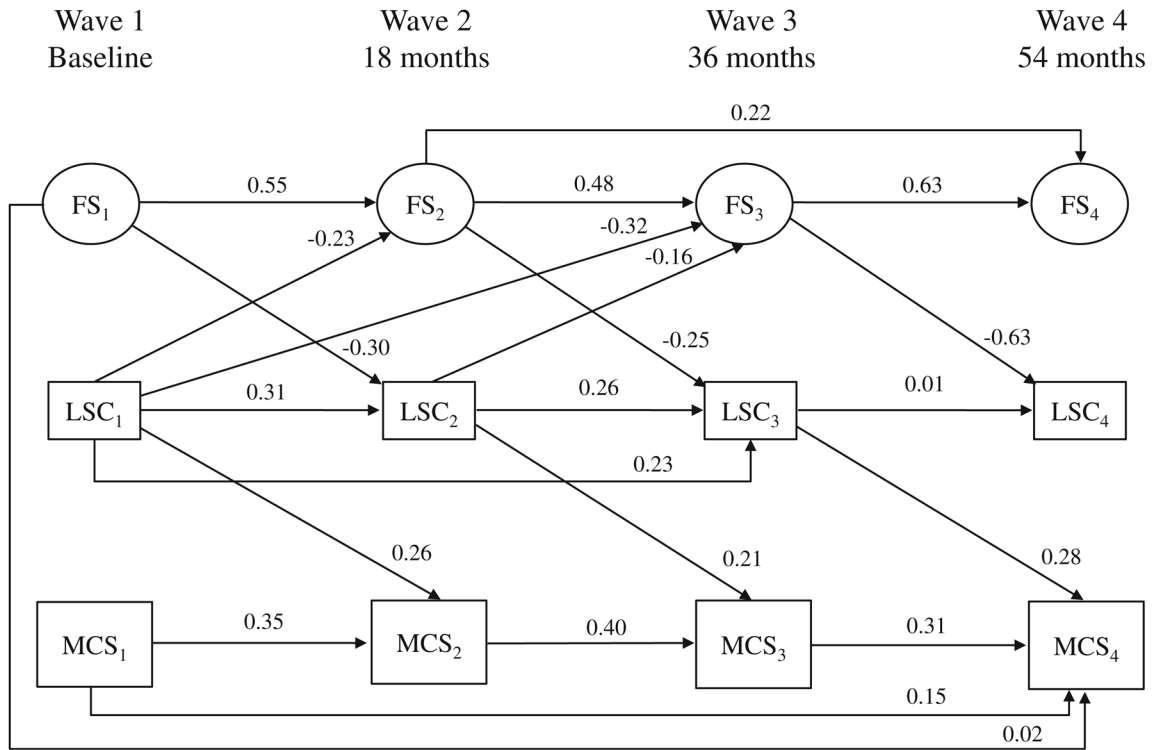 Wave 1 Wave 2 Wave 3 Wave 4
Baseline 18 months 36 months 54 months
0.22
FS₁ 0.55 FS₂ 0.48 FS₃ 0.63 FS₄
-0.23 -0.32
-0.16
-0.30 -0.25 -0.63
LSC₁ 0.31 LSC₂ 0.26 LSC₃ 0.01 LSC₄
0.23
0.26 0.21 0.28
MCS₁ 0.35 MCS₂ 0.40 MCS₃ 0.31 MCS₄
0.15
0.02